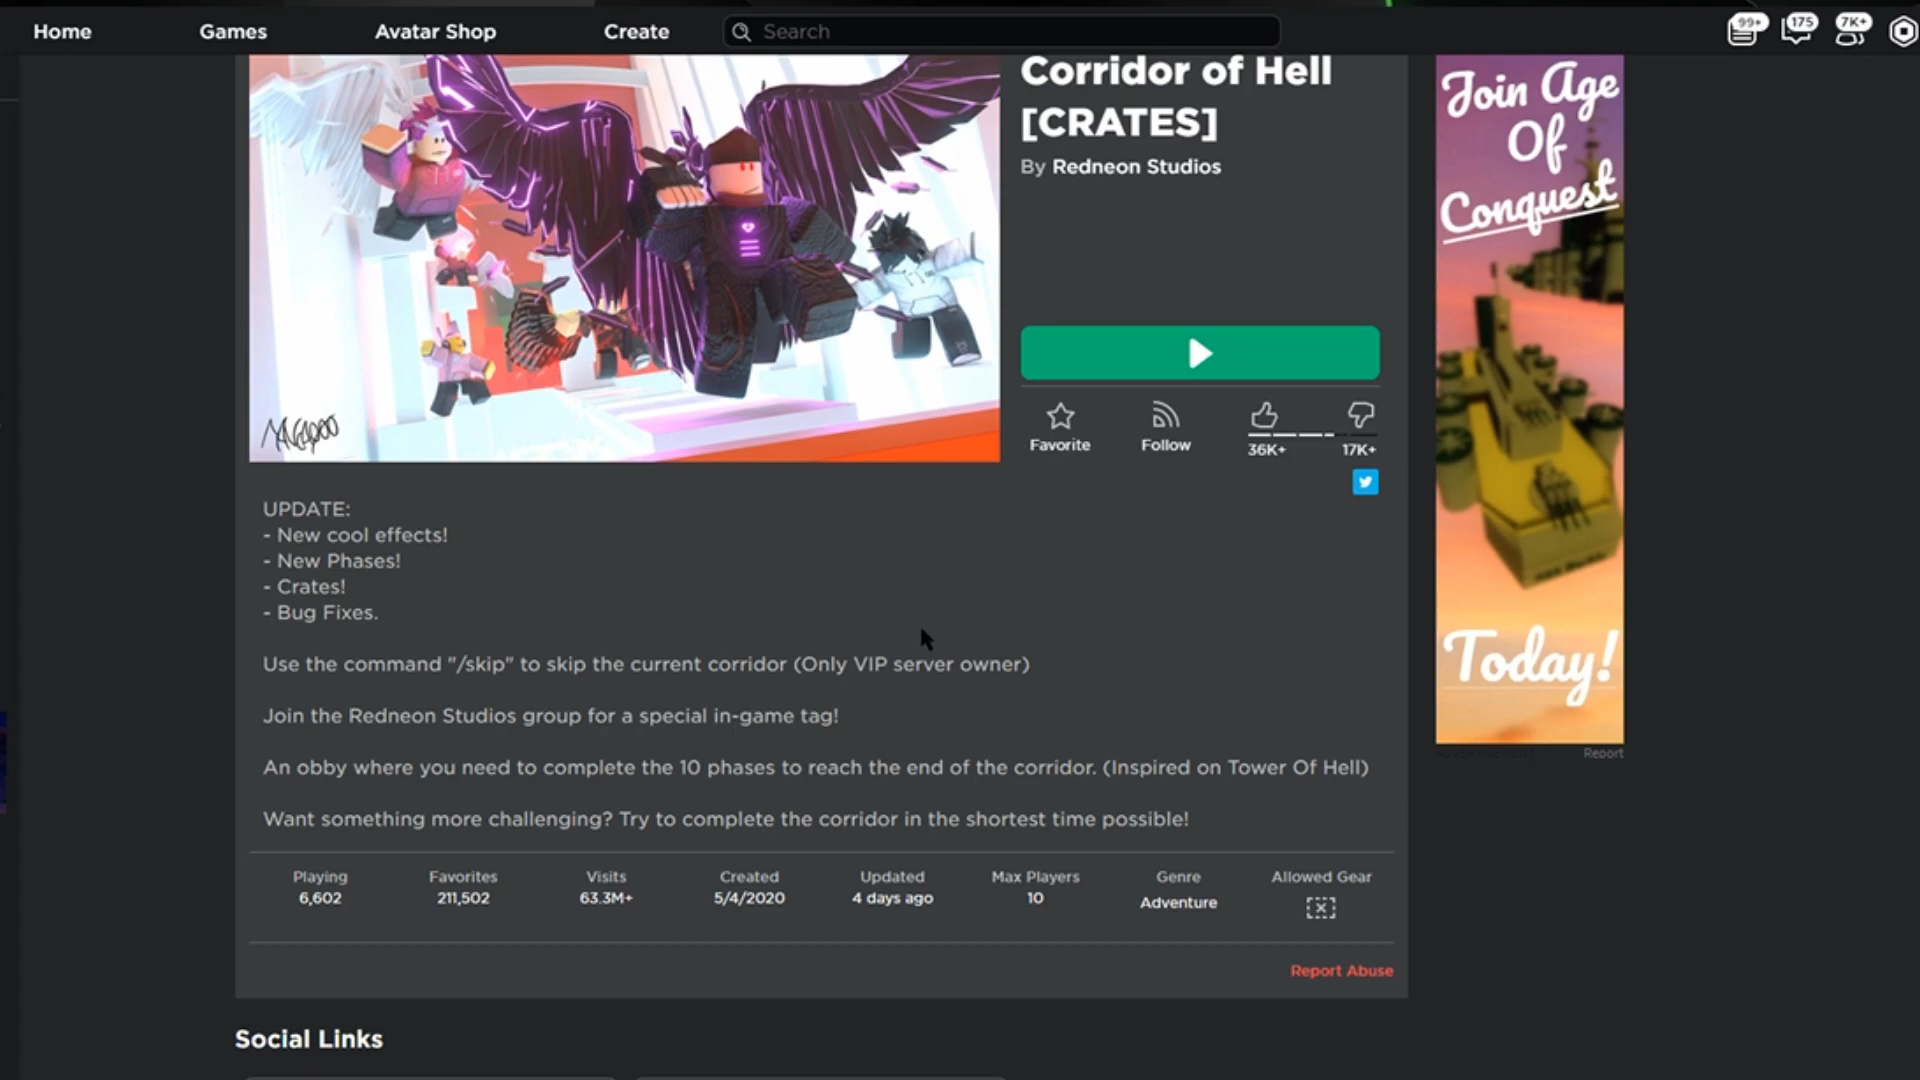 Home Games Avatar Shop Create Search 99+ 175 7K+
Corridor of Hell
[CRATES]
By Redneon Studios
Favorite Follow 36K+ 17K+
UPDATE:
- New cool effects!
- New Phases!
- Crates!
- Bug Fixes.
Use the command "/skip" to skip the current corridor (Only VIP server owner)
Join the Redneon Studios group for a special in-game tag!
An obby where you need to complete the 10 phases to reach the end of the corridor. (Inspired on Tower Of Hell)
Want something more challenging? Try to complete the corridor in the shortest time possible!
Playing Favorites Visits Created Updated Max Players Genre Allowed Gear
6,602 211,502 63.3M+ 5/4/2020 4 days ago 10 Adventure
Report Abuse
Social Links
Join Age
Of
Conquest
Today!
ADVERTISEMENT Report